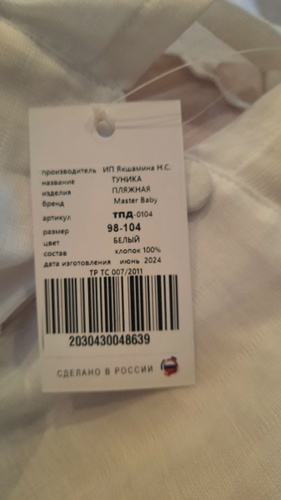 производитель ИП Якшамина Н.С.
название ТУНИКА
изделия ПЛЯЖНАЯ
бренд Master Baby
артикул тпд-0104
размер 98-104
цвет БЕЛЫЙ
состав хлопок 100%
дата изготовления июнь 2024
ТР ТС 007/2011
2030430048639
СДЕЛАНО В РОССИИ